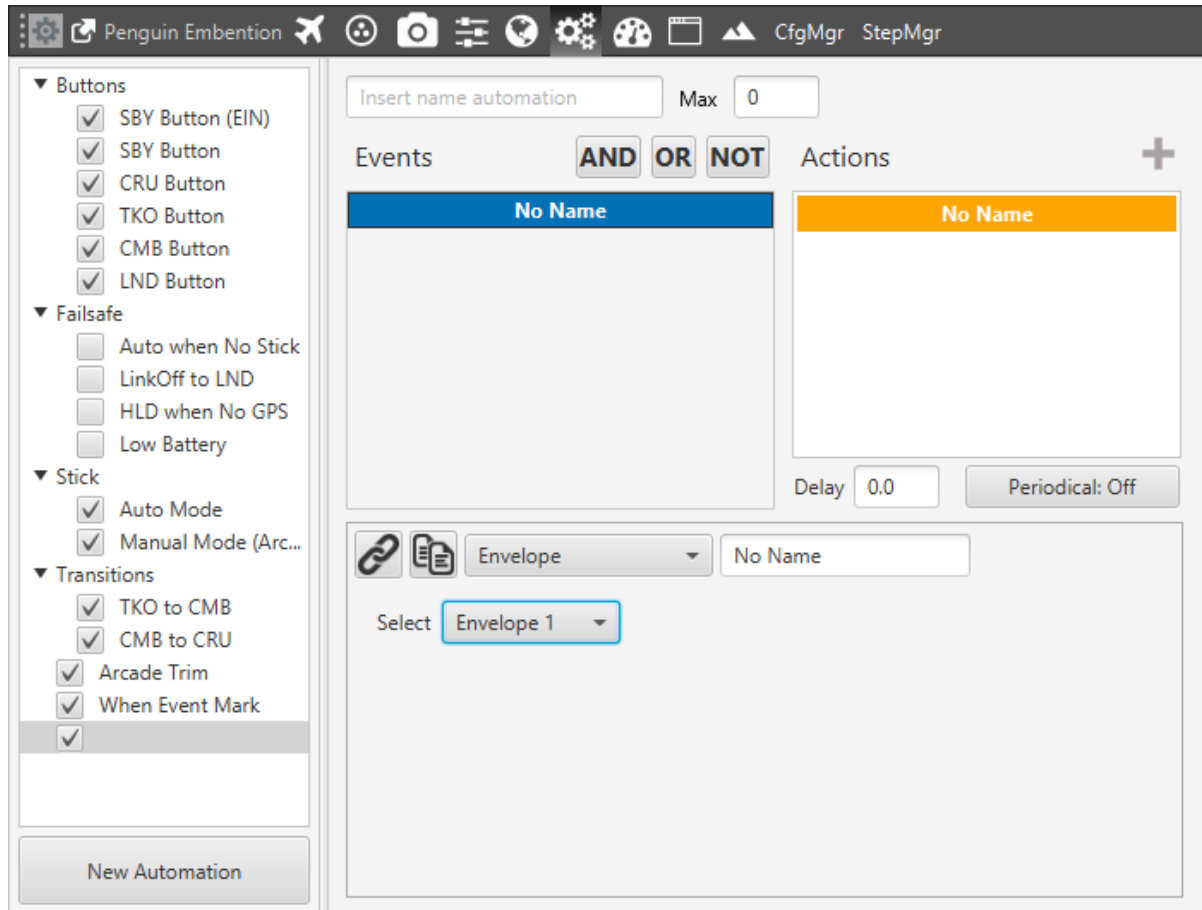 Penguin Embention CfgMgr StepMgr
Buttons
SBY Button (EIN)
SBY Button
CRU Button
TKO Button
CMB Button
LND Button
Failsafe
Auto when No Stick
LinkOff to LND
HLD when No GPS
Low Battery
Stick
Auto Mode
Manual Mode (Arc...
Transitions
TKO to CMB
CMB to CRU
Arcade Trim
When Event Mark
New Automation
Insert name automation Max 0
Events AND OR NOT Actions
No Name No Name
Delay 0.0 Periodical: Off
Envelope No Name
Select Envelope 1